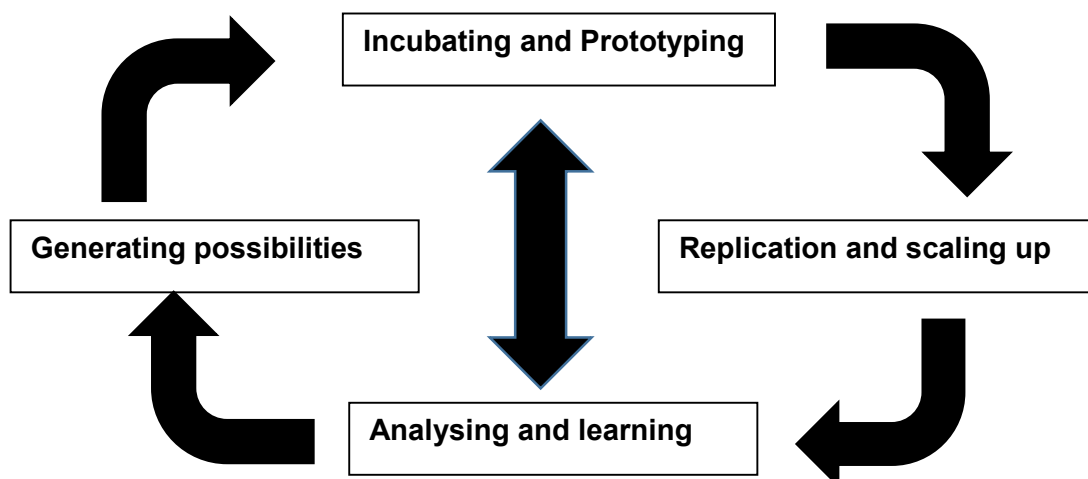 Incubating and Prototyping
Generating possibilities
Replication and scaling up
Analysing and learning